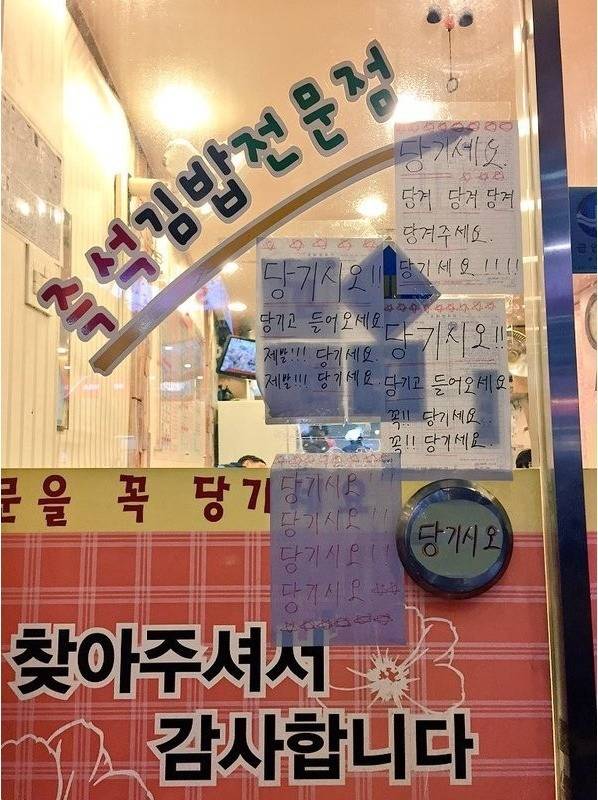 즉석김밥전문점
당기세요.
당겨 당겨 당겨
당겨주세요.
당기세요!!!!
당기시오!!
당기고 들어오세요
제발!!! 당기세요
제발!!! 당기세요.
당기시오!!
당기고 들어오세요
꼭!! 당기세요..
꼭!! 당기세요.
문을 꼭 당기
당기시오!!!
당기시오!!
당기시오!!
당기시오
당기시오
찾아주셔서
감사합니다